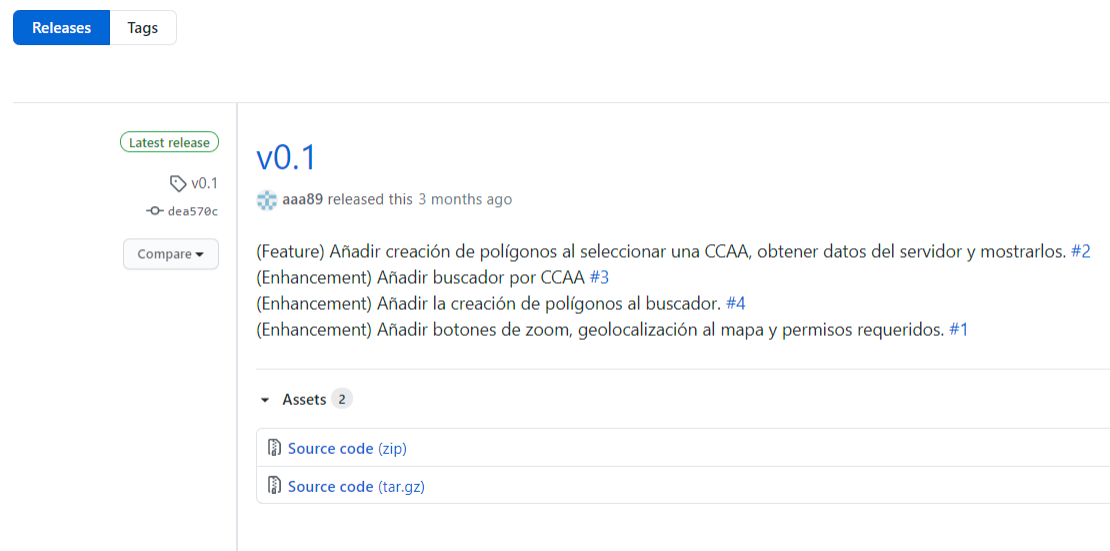 Releases Tags
Latest release
v0.1
dea570c
Compare
v0.1
aaa89 released this 3 months ago
(Feature) Añadir creación de polígonos al seleccionar una CCAA, obtener datos del servidor y mostrarlos. #2
(Enhancement) Añadir buscador por CCAA #3
(Enhancement) Añadir la creación de polígonos al buscador. #4
(Enhancement) Añadir botones de zoom, geolocalización al mapa y permisos requeridos. #1
Assets 2
Source code (zip)
Source code (tar.gz)